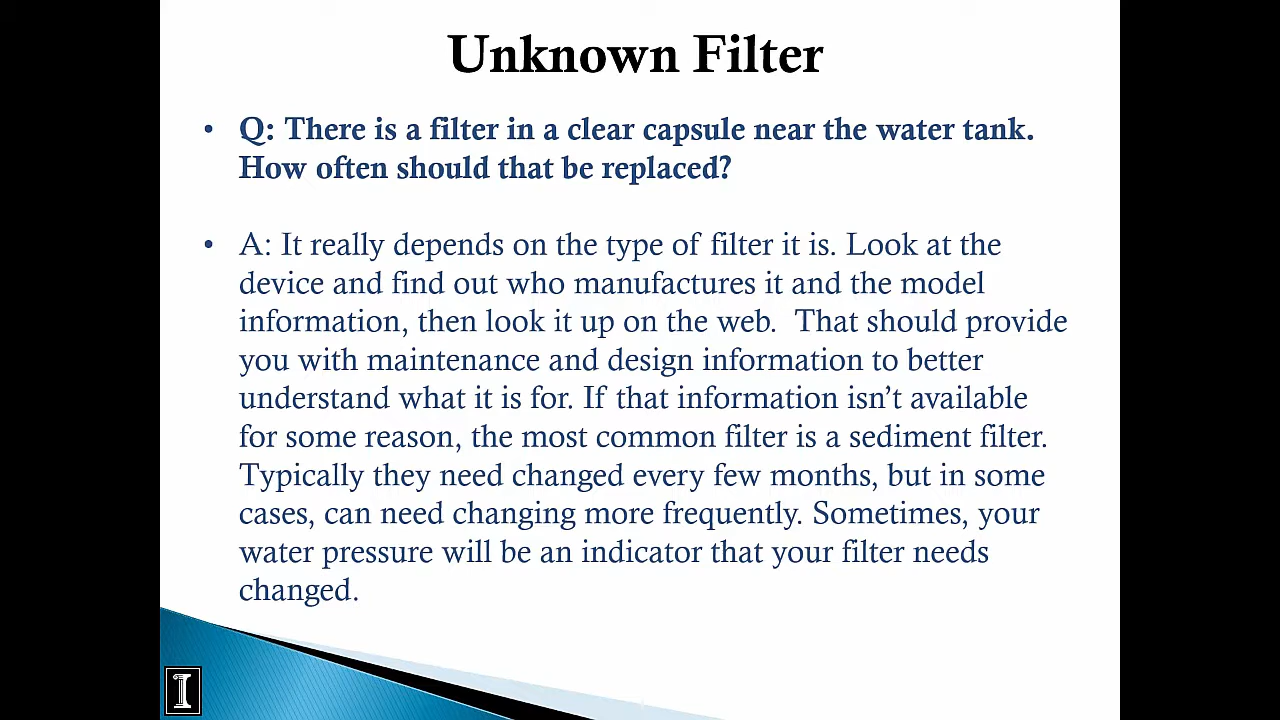 Unknown Filter
• Q: There is a filter in a clear capsule near the water tank.
How often should that be replaced?
• A: It really depends on the type of filter it is. Look at the
device and find out who manufactures it and the model
information, then look it up on the web.  That should provide
you with maintenance and design information to better
understand what it is for. If that information isn’t available
for some reason, the most common filter is a sediment filter.
Typically they need changed every few months, but in some
cases, can need changing more frequently. Sometimes, your
water pressure will be an indicator that your filter needs
changed.
I